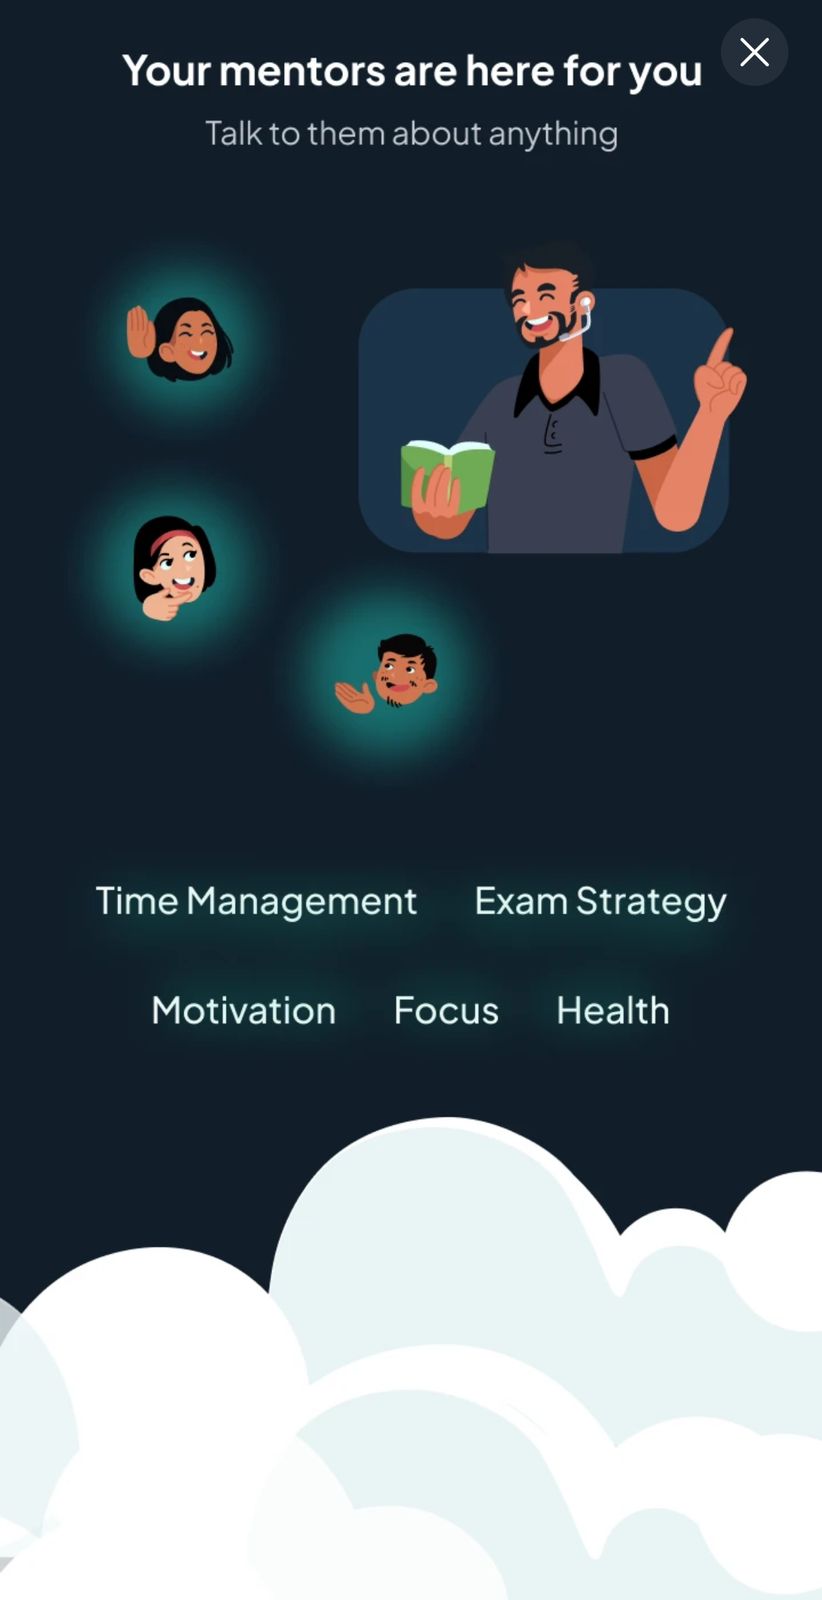 Your mentors are here for you
Talk to them about anything
Time Management Exam Strategy
Motivation Focus Health